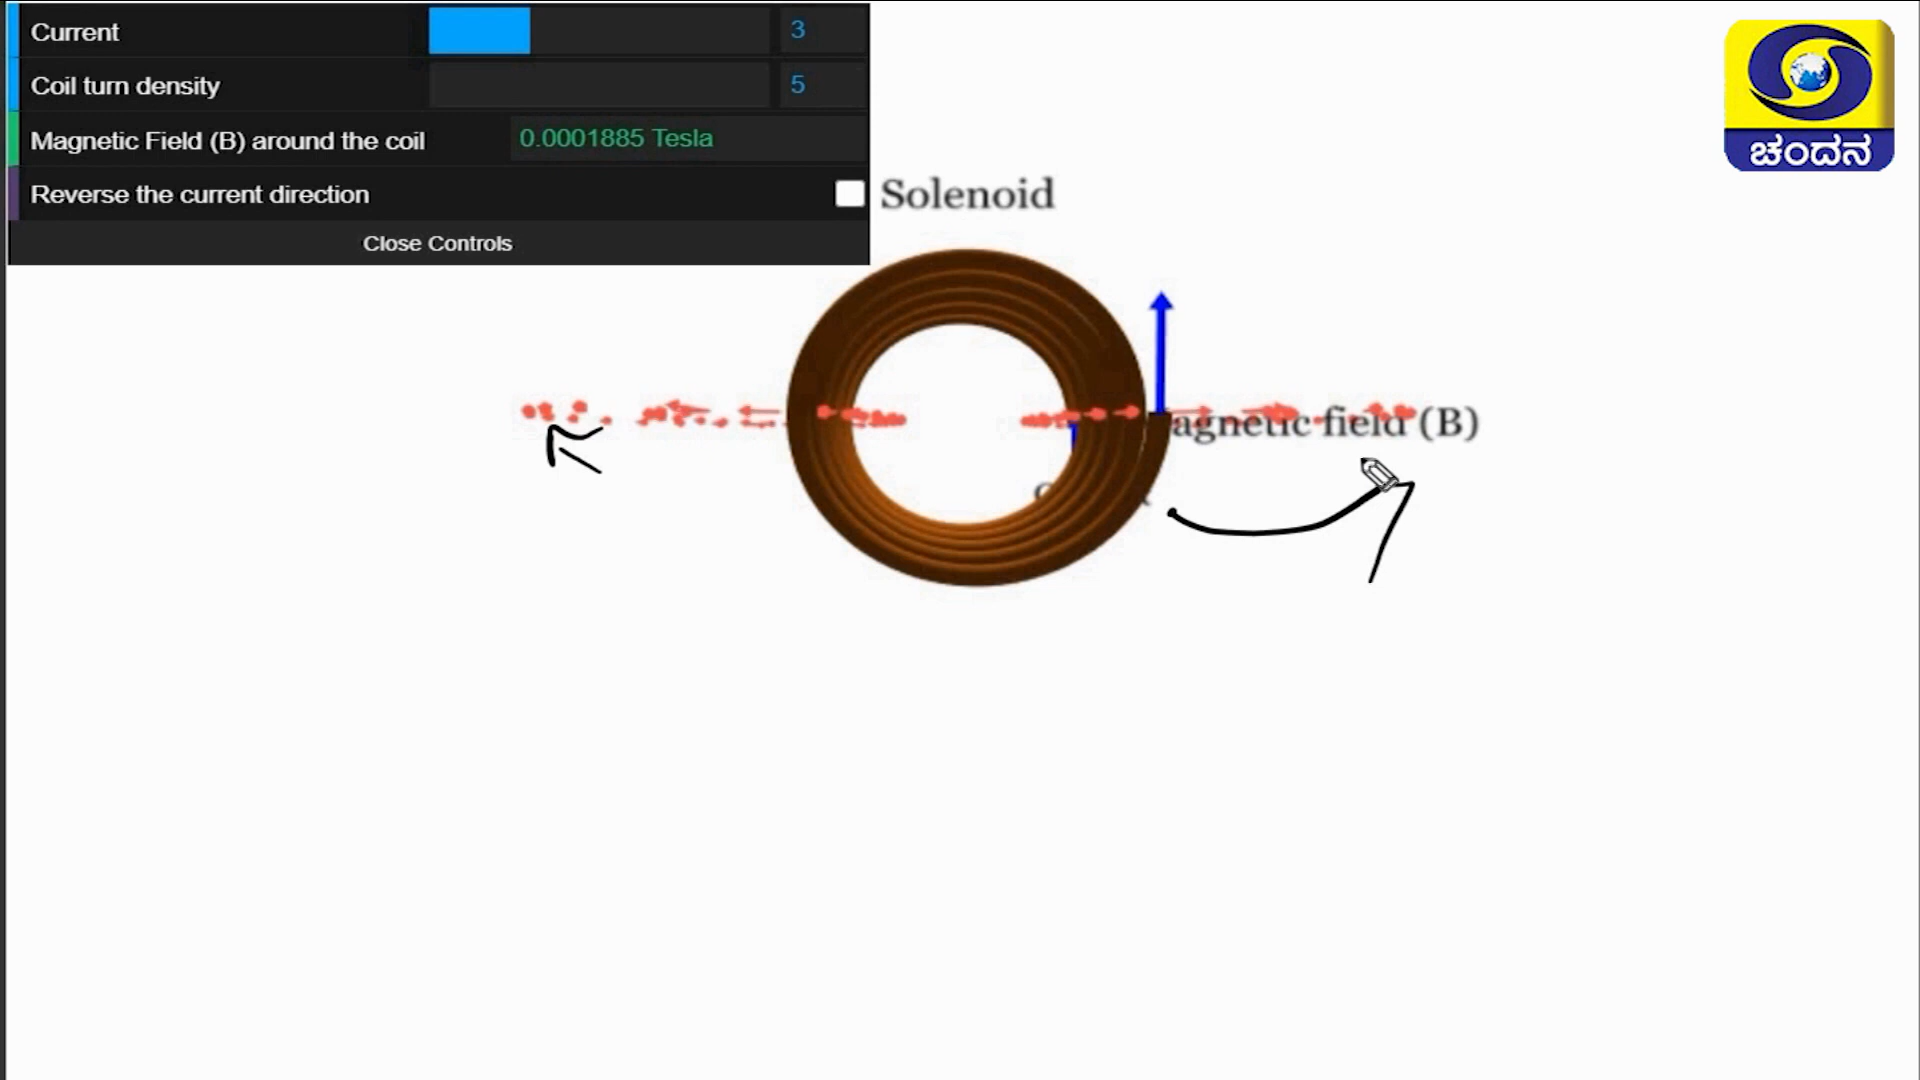 Current 3
Coil turn density 5
Magnetic Field (B) around the coil 0.0001885 Tesla
Reverse the current direction
Close Controls
Solenoid
agnetic field (B)
ಚಂದನ